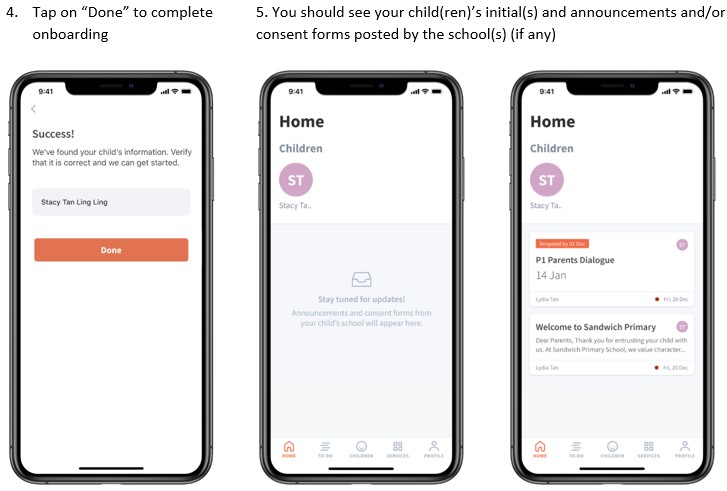 4. Tap on “Done” to complete
onboarding
5. You should see your child(ren)’s initial(s) and announcements and/or
consent forms posted by the school(s) (if any)
9:41
Success!
We've found your child's information. Verify
that it is correct and we can get started.
Stacy Tan Ling Ling
Done
9:41
Home
Children
ST
Stacy Ta..
Stay tuned for updates!
Announcements and consent forms from
your child's school will appear here.
HOME TO-DO CHILDREN SERVICES PROFILE
9:41
Home
Children
ST
Stacy Ta..
Respond by 31 Dec
ST
P1 Parents Dialogue
14 Jan
Lydia Tan Fri, 20 Dec
Welcome to Sandwich Primary ST
Dear Parents, Thank you for entrusting your child with
us. At Sandwich Primary School, we value character...
Lydia Tan Fri, 20 Dec
HOME TO-DO CHILDREN SERVICES PROFILE